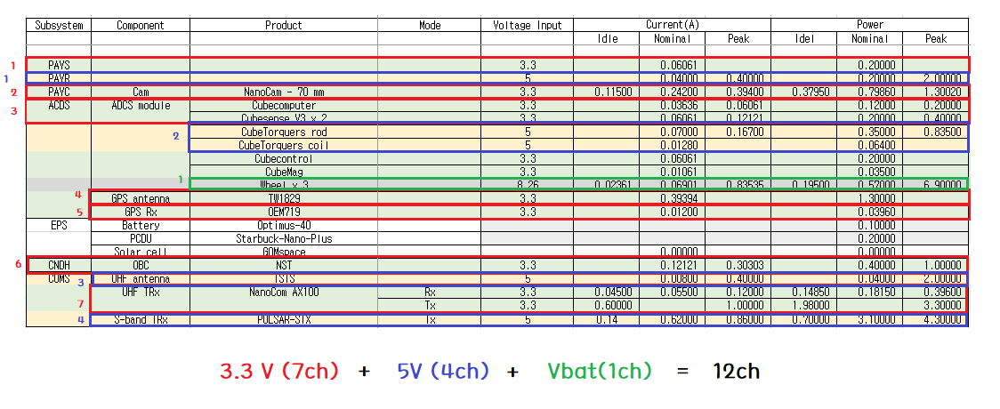 Subsystem Component Product Mode Voltage Input Current(A) Power
Idle Nominal Peak Idel Nominal Peak
1 PAYS 3.3 0.06061 0.20000
1 PAYR 5 0.04000 0.40000 0.20000 2.00000
2 PAYC Cam NanoCam - 70 mm 3.3 0.11500 0.24200 0.39400 0.37950 0.79860 1.30020
3 ACDS ADCS module Cubecomputer 3.3 0.03636 0.06061 0.12000 0.20000
Cubesense V3 x 2 3.3 0.06061 0.12121 0.20000 0.40000
2 CubeTorquers rod 5 0.07000 0.16700 0.35000 0.83500
CubeTorquers coil 5 0.01280 0.06400
Cubecontrol 3.3 0.06061 0.20000
CubeMag 3.3 0.01061 0.03500
1 Wheel x 3 8.26 0.02361 0.06901 0.83535 0.19500 0.57000 6.90000
4 GPS antenna TW1829 3.3 0.39394 1.30000
5 GPS Rx OEM719 3.3 0.01200 0.03960
EPS Battery Optimus-40 0.10000
PCDU Starbuck-Nano-Plus 0.20000
Solar cell GOMspace 0.00000 0.00000
6 CNDH OBC NST 3.3 0.12121 0.30303 0.40000 1.00000
COMS 3 UHF antenna ISIS 5 0.00800 0.40000 0.04000 2.00000
UHF TRx NanoCom AX100 Rx 3.3 0.04500 0.05500 0.12000 0.14850 0.18150 0.39600
7 Tx 3.3 0.60000 1.00000 1.98000 3.30000
4 S-band TRx PULSAR-STX Tx 5 0.14 0.62000 0.86000 0.70000 3.10000 4.30000
3.3 V (7ch) + 5V (4ch) + Vbat(1ch) = 12ch